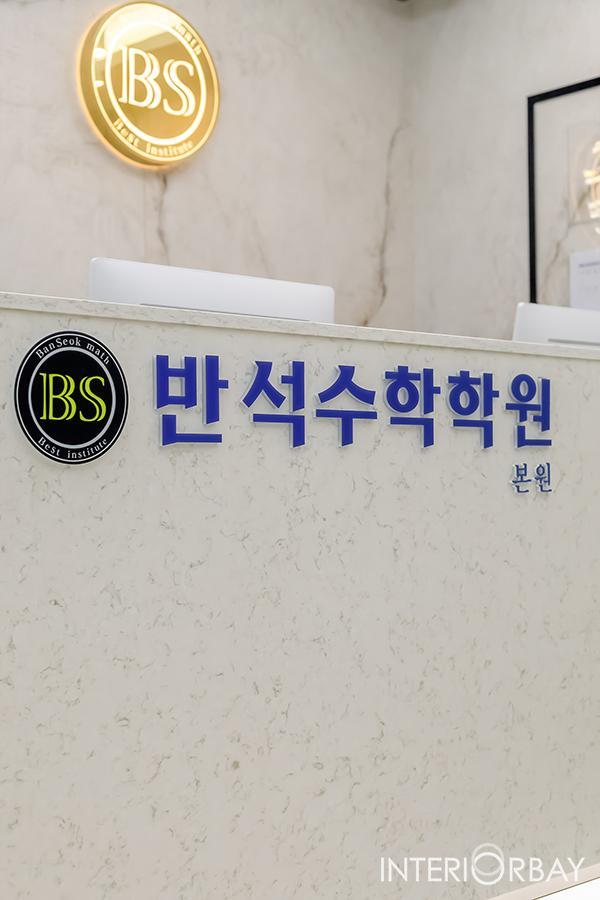 BanSeok math
BS
Best institute
BanSeok math
BS
Best institute
반석수학학원
본원
INTERIORBAY